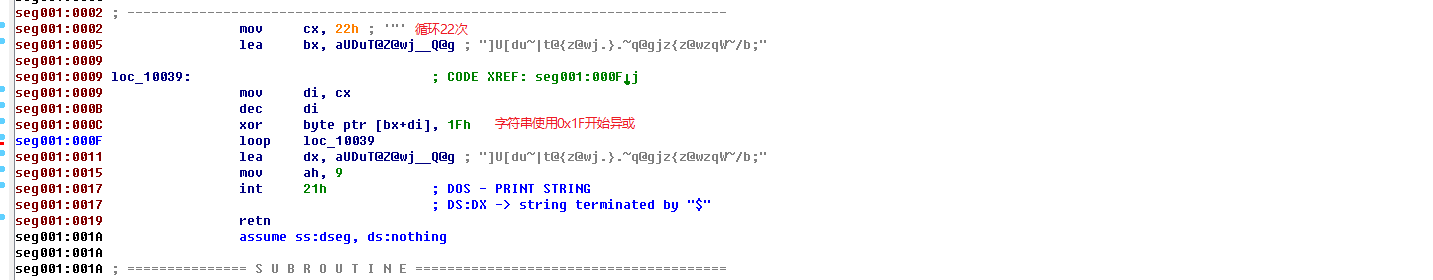 seg001:0002 ; ---------------------------------------------------------------------------
seg001:0002 mov cx, 22h ; '"' 循环22次
seg001:0005 lea bx, aUDuT@Z@wj__Q@g ; "]U[du~|t@{z@wj.}.~q@gjz{z@wzqW~/b;"
seg001:0009
seg001:0009 loc_10039: ; CODE XREF: seg001:000F↓j
seg001:0009 mov di, cx
seg001:000B dec di
seg001:000C xor byte ptr [bx+di], 1Fh 字符串使用0x1F开始异或
seg001:000F loop loc_10039
seg001:0011 lea dx, aUDuT@Z@wj__Q@g ; "]U[du~|t@{z@wj.}.~q@gjz{z@wzqW~/b;"
seg001:0015 mov ah, 9
seg001:0017 int 21h ; DOS - PRINT STRING
seg001:0017 ; DS:DX -> string terminated by "$"
seg001:0019 retn
seg001:001A assume ss:dseg, ds:nothing
seg001:001A
seg001:001A ; =============== S U B R O U T I N E =======================================